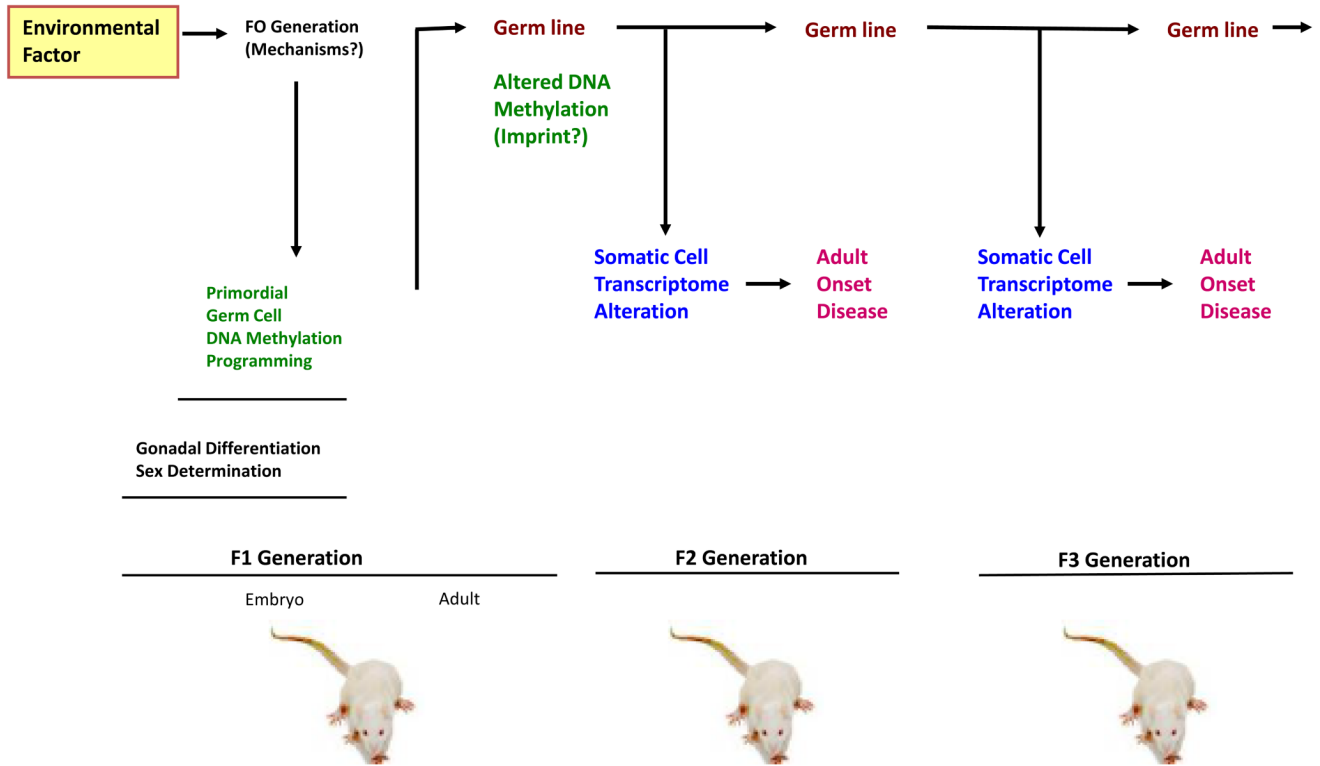 Environmental
Factor
FO Generation
(Mechanisms?)
Germ line
Germ line
Germ line
Altered DNA
Methylation
(Imprint?)
Primordial
Germ Cell
DNA Methylation
Programming
Somatic Cell
Transcriptome
Alteration
Adult
Onset
Disease
Somatic Cell
Transcriptome
Alteration
Adult
Onset
Disease
Gonadal Differentiation
Sex Determination
F1 Generation
F2 Generation
F3 Generation
Embryo
Adult